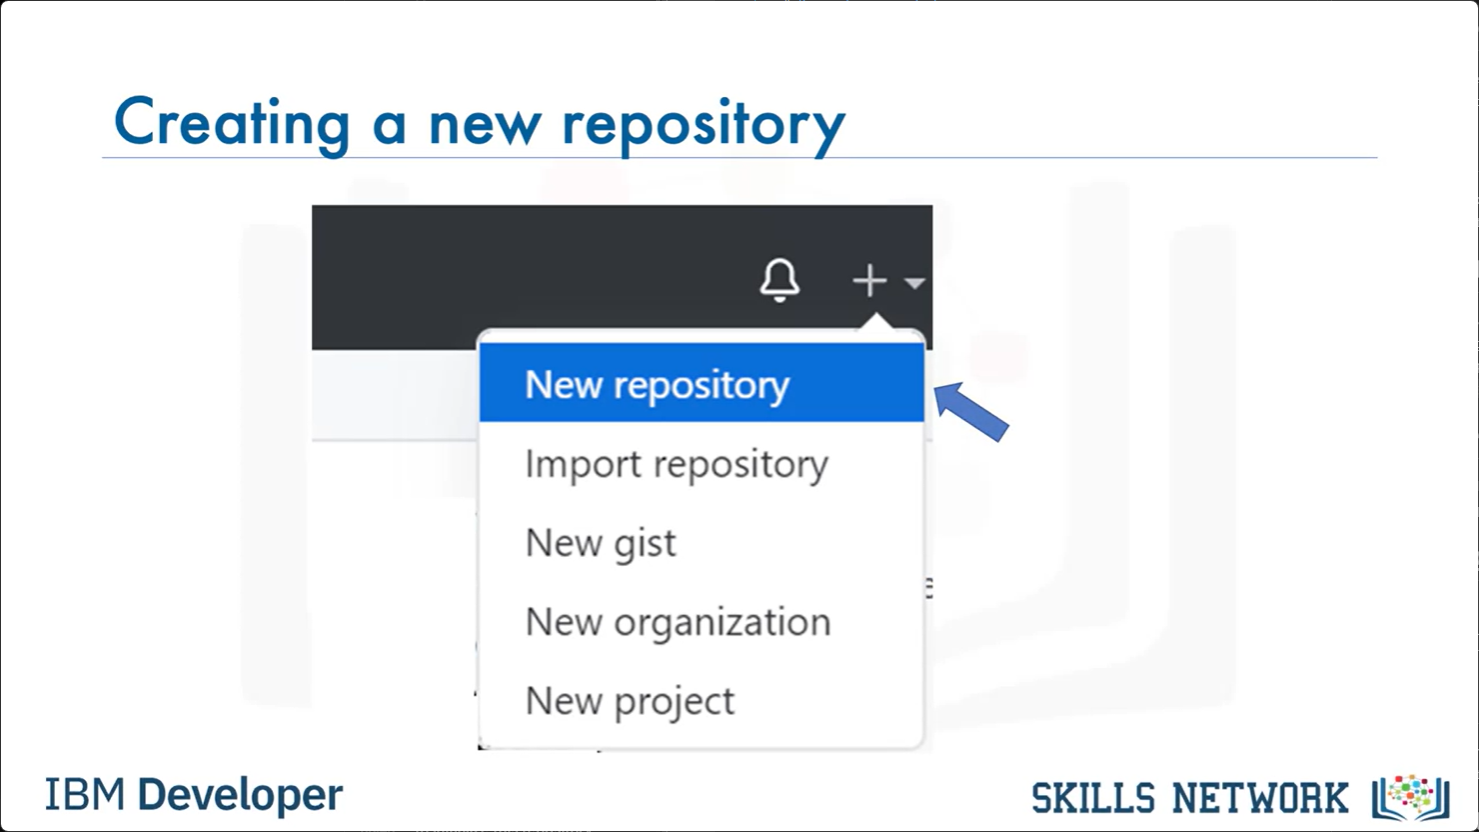 Creating a new repository
New repository
Import repository
New gist
New organization
New project
IBM Developer
SKILLS NETWORK